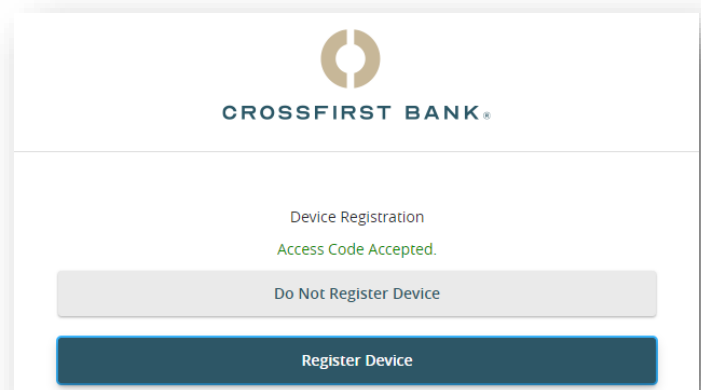 CROSSFIRST BANK®
Device Registration
Access Code Accepted.
Do Not Register Device
Register Device